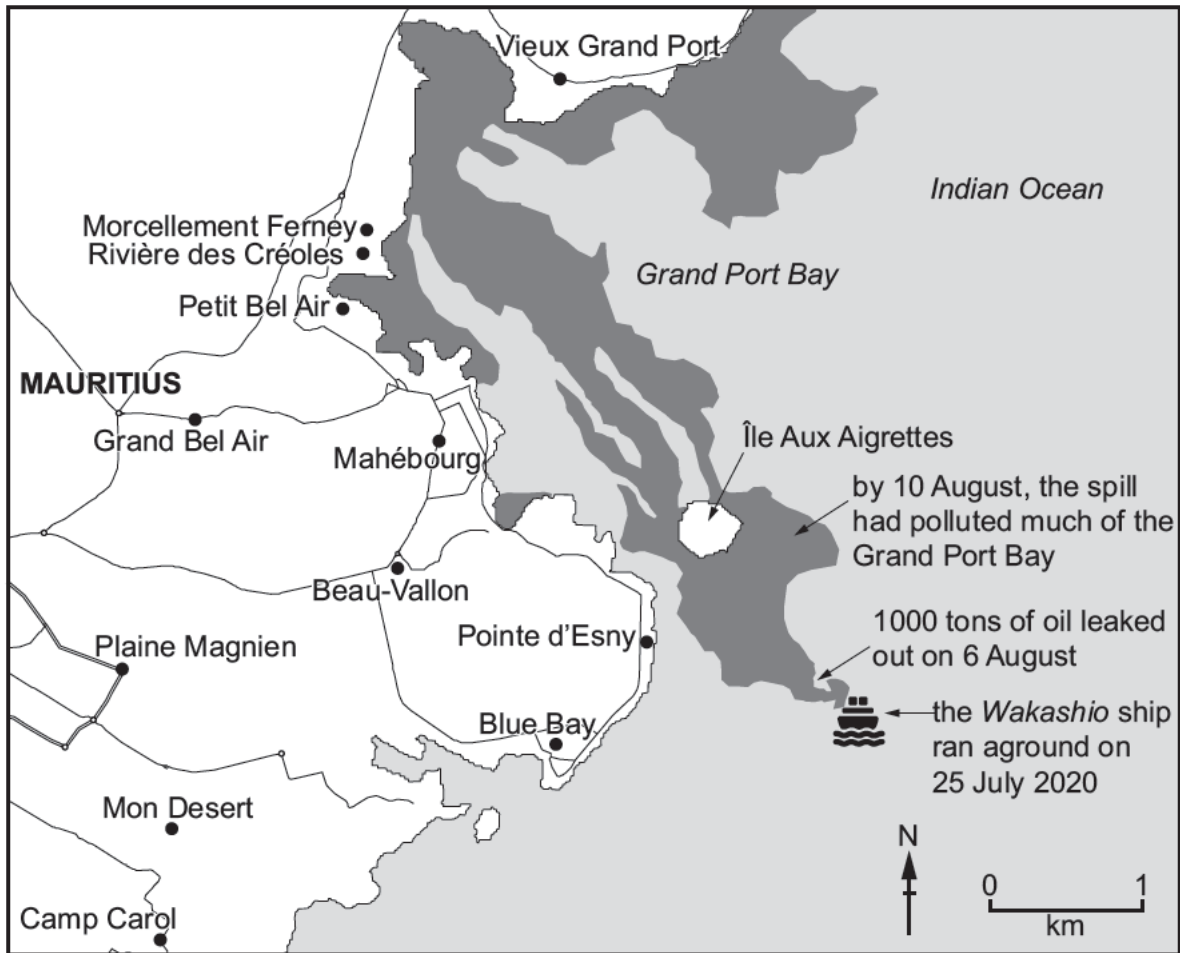 Vieux Grand Port
Indian Ocean
Morcellement Ferney
Rivière des Créoles
Grand Port Bay
Petit Bel Air
MAURITIUS
Grand Bel Air
Mahébourg
Île Aux Aigrettes
by 10 August, the spill
had polluted much of the
Grand Port Bay
Beau-Vallon
1000 tons of oil leaked
out on 6 August
Pointe d’Esny
Plaine Magnien
Blue Bay
the Wakashio ship
ran aground on
25 July 2020
Mon Desert
N
0 1
km
Camp Carol